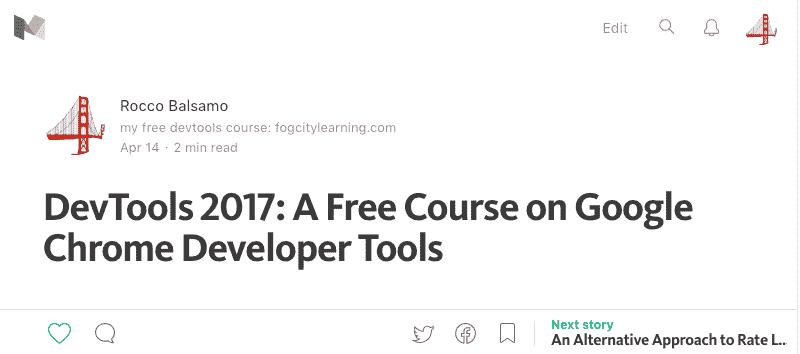 Edit
Rocco Balsamo
my free devtools course: fogcitylearning.com
Apr 14 · 2 min read
DevTools 2017: A Free Course on Google
Chrome Developer Tools
Next story
An Alternative Approach to Rate L...